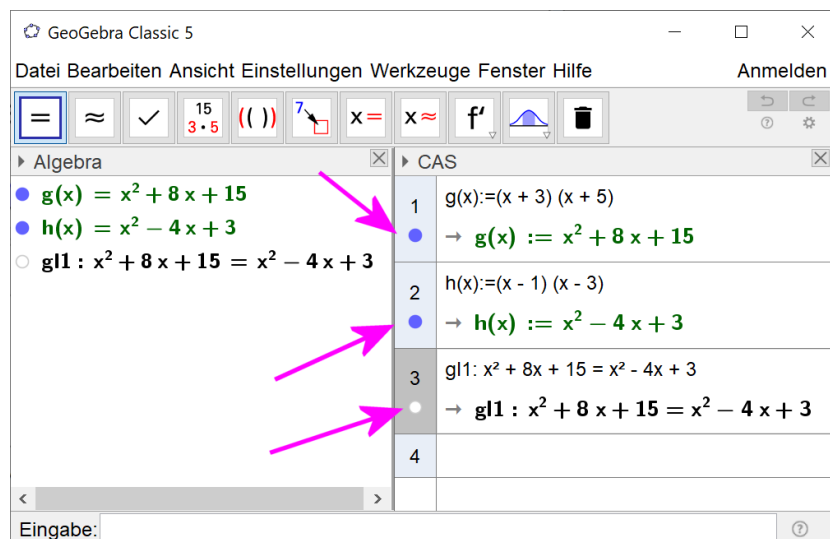 GeoGebra Classic 5
Datei Bearbeiten Ansicht Einstellungen Werkzeuge Fenster Hilfe Anmelden
= ≈ ✓ 15 3·5 (( )) 7 x= x≈ f′
Algebra
g(x) = x² + 8 x + 15
h(x) = x² − 4 x + 3
gl1 : x² + 8 x + 15 = x² − 4 x + 3
CAS
1 g(x):=(x + 3) (x + 5)
→ g(x) := x² + 8 x + 15
2 h(x):=(x - 1) (x - 3)
→ h(x) := x² − 4 x + 3
3 gl1: x² + 8x + 15 = x² - 4x + 3
→ gl1 : x² + 8 x + 15 = x² − 4 x + 3
4
Eingabe: